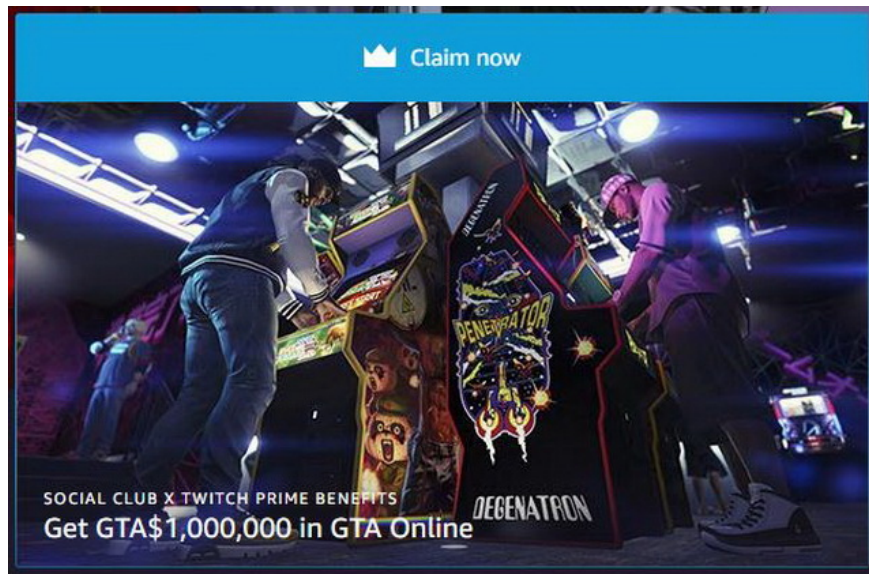 Claim now
DEGENATRON
PENETRATOR
DEGENATRON
SOCIAL CLUB X TWITCH PRIME BENEFITS
Get GTA$1,000,000 in GTA Online